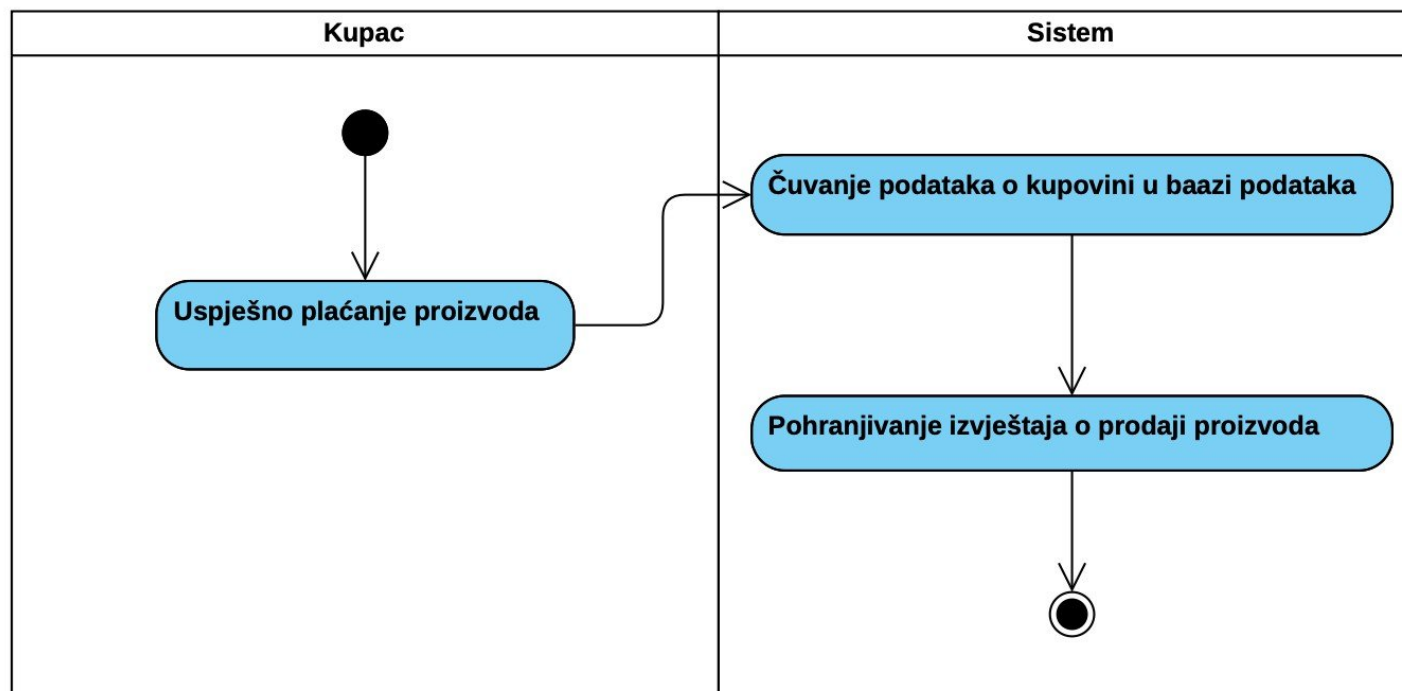 Kupac
Sistem
Čuvanje podataka o kupovini u baazi podataka
Uspješno plaćanje proizvoda
Pohranjivanje izvještaja o prodaji proizvoda